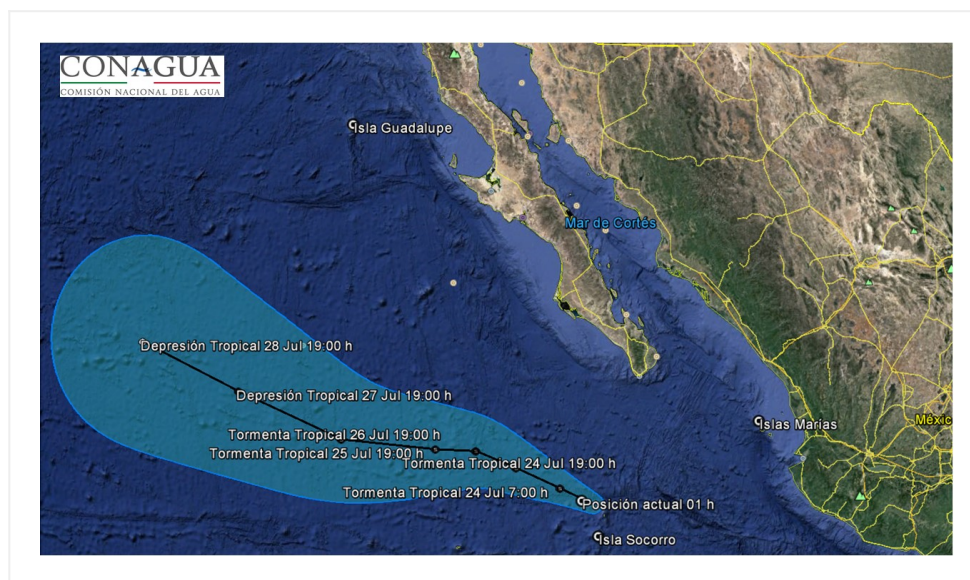 CONAGUA
COMISIÓN NACIONAL DEL AGUA
Isla Guadalupe
Mar de Cortés
Depresión Tropical 28 Jul 19:00 h
Depresión Tropical 27 Jul 19:00 h
Islas Marias
Méxic
Tormenta Tropical 26 Jul 19:00 h
Tormenta Tropical 25 Jul 19:00 h
Tormenta Tropical 24 Jul 19:00 h
Tormenta Tropical 24 Jul 7:00 h
Posición actual 01 h
Isla Socorro